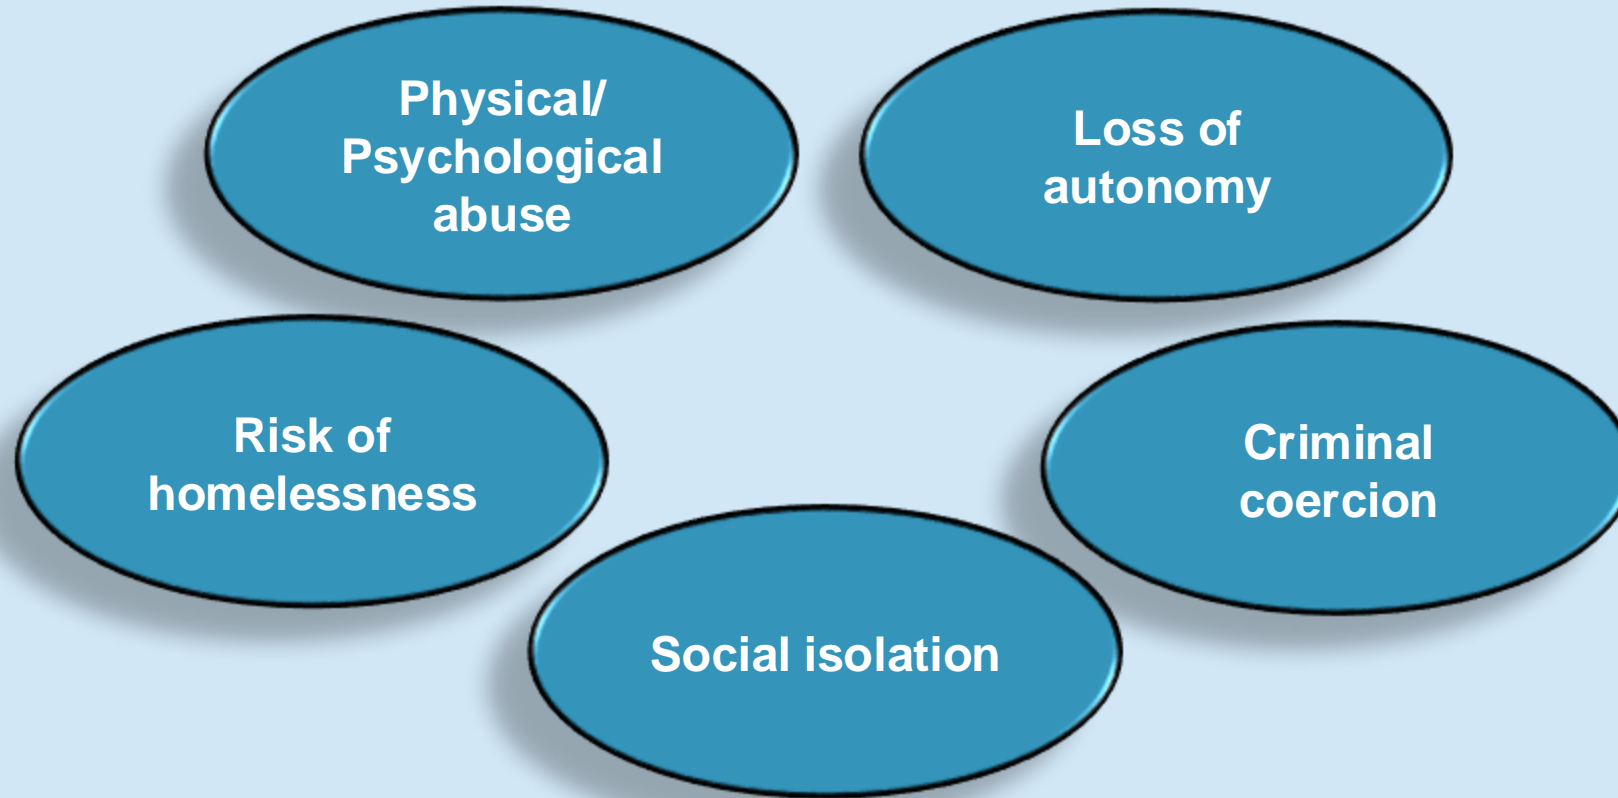 Physical/
Psychological
abuse
Loss of
autonomy
Risk of
homelessness
Criminal
coercion
Social isolation